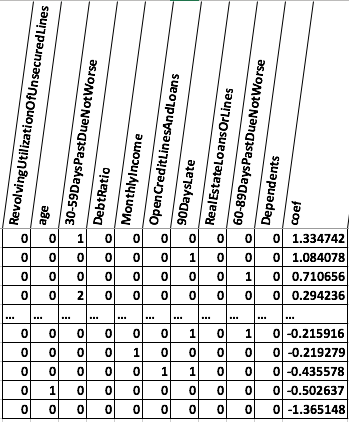 RevolvingUtilizationOfUnsecuredLines
age
30-59DaysPastDueNotWorse
DebtRatio
MonthlyIncome
OpenCreditLinesAndLoans
90DaysLate
RealEstateLoansOrLines
60-89DaysPastDueNotWorse
Dependents
coef
0 0 1 0 0 0 0 0 0 0 1.334742
0 0 0 0 0 0 1 0 0 0 1.084078
0 0 0 0 0 0 0 0 1 0 0.710656
0 0 2 0 0 0 0 0 0 0 0.294236
... ... ... ... ... ... ... ... ... ... ...
0 0 0 0 0 0 1 0 1 0 -0.215916
0 0 0 0 1 0 0 0 0 0 -0.219279
0 0 0 0 0 1 1 0 0 0 -0.435578
0 1 0 0 0 0 0 0 0 0 -0.502637
0 0 0 0 0 0 0 0 0 0 -1.365148